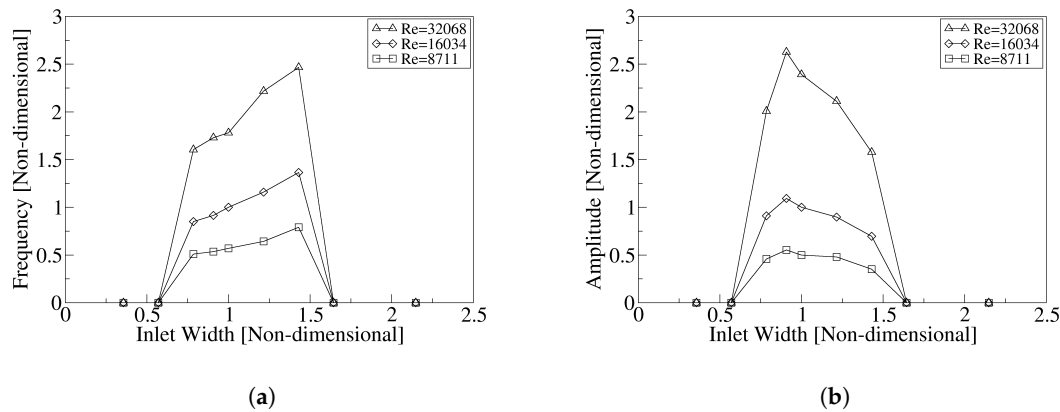 3
2.5
2
1.5
1
0.5
0
Frequency [Non-dimensional]
Re=32068
Re=16034
Re=8711
0 0.5 1 1.5 2 2.5
Inlet Width [Non-dimensional]
(a)
3
2.5
2
1.5
1
0.5
0
Amplitude [Non-dimensional]
Re=32068
Re=16034
Re=8711
0 0.5 1 1.5 2 2.5
Inlet Width [Non-dimensional]
(b)